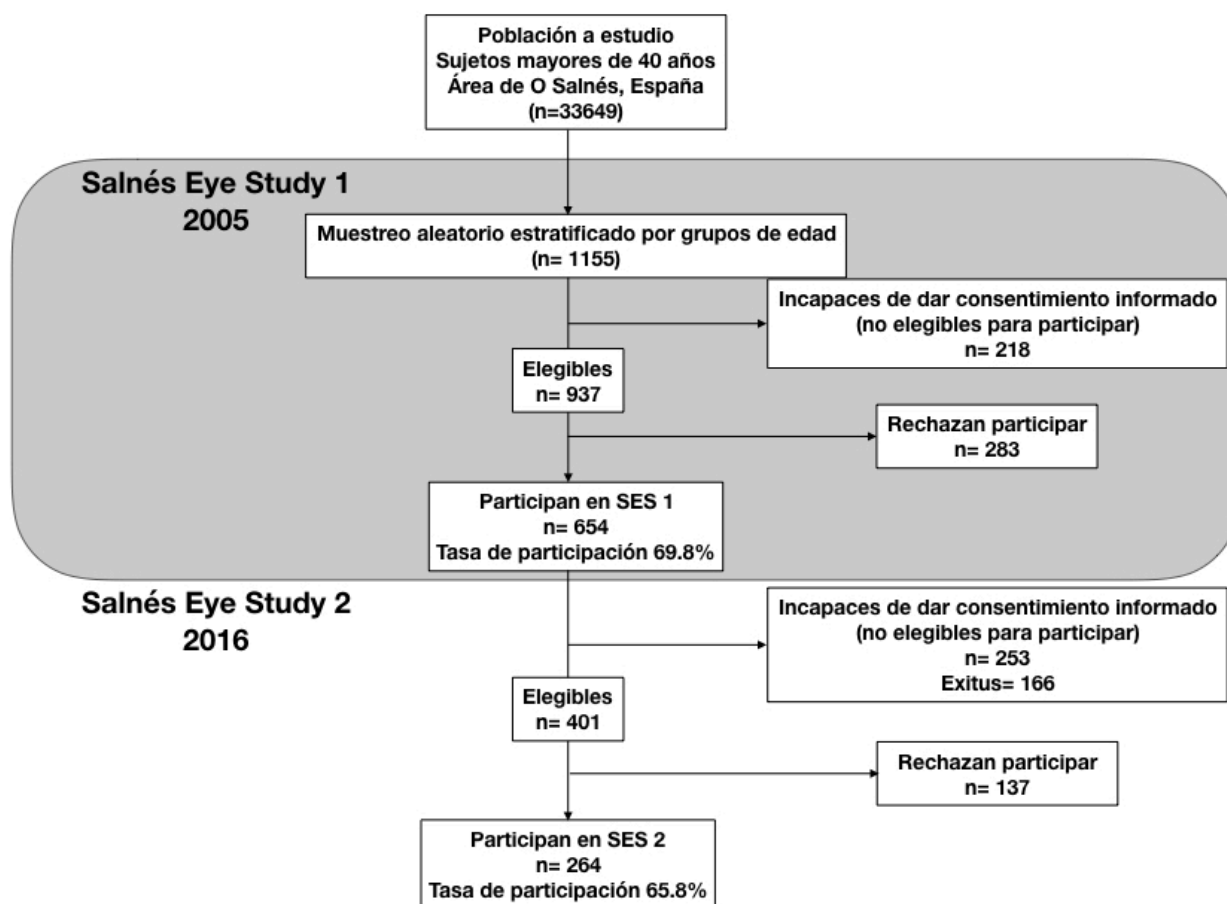 Población a estudio
Sujetos mayores de 40 años
Área de O Salnés, España
(n=33649)
Salnés Eye Study 1
2005
Muestreo aleatorio estratificado por grupos de edad
(n= 1155)
Incapaces de dar consentimiento informado
(no elegibles para participar)
n= 218
Elegibles
n= 937
Rechazan participar
n= 283
Participan en SES 1
n= 654
Tasa de participación 69.8%
Salnés Eye Study 2
2016
Incapaces de dar consentimiento informado
(no elegibles para participar)
n= 253
Exitus= 166
Elegibles
n= 401
Rechazan participar
n= 137
Participan en SES 2
n= 264
Tasa de participación 65.8%